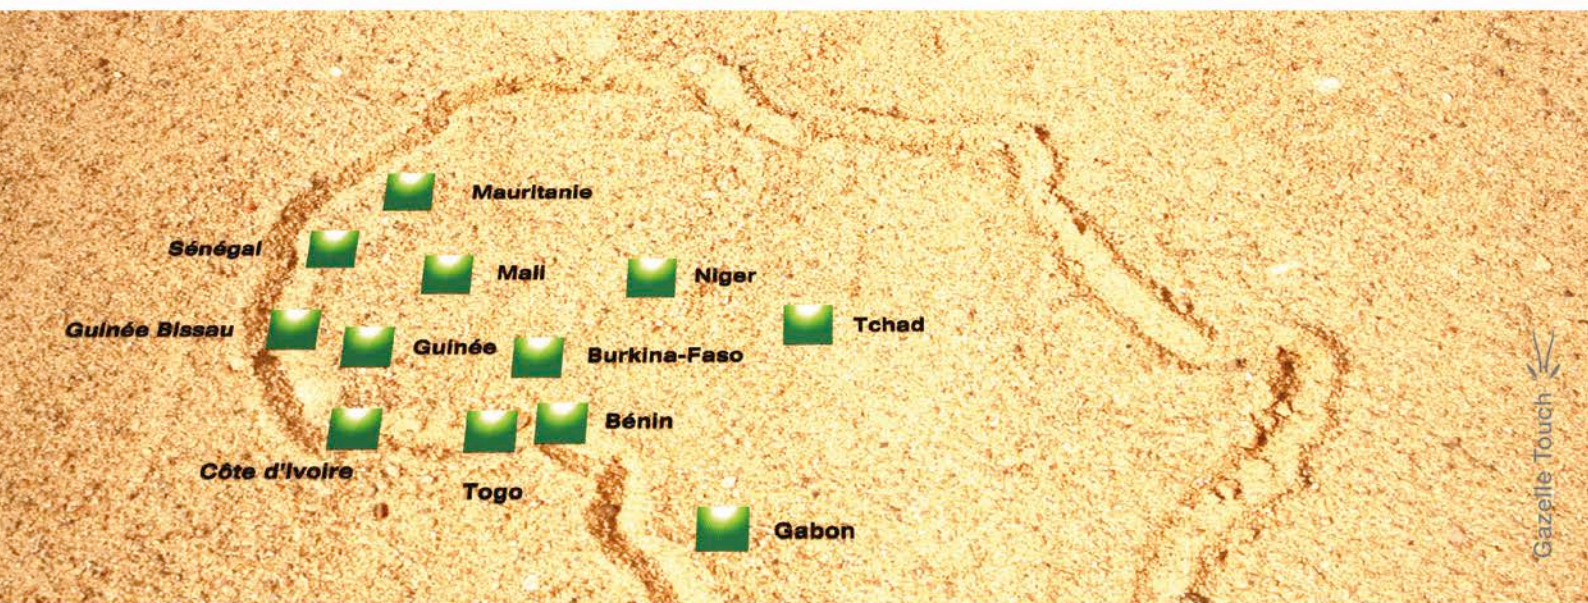 Mauritanie
Sénégal
Mali
Niger
Guinée Bissau
Guinée
Burkina-Faso
Tchad
Côte d'Ivoire
Togo
Bénin
Gabon
Gazelle Touch